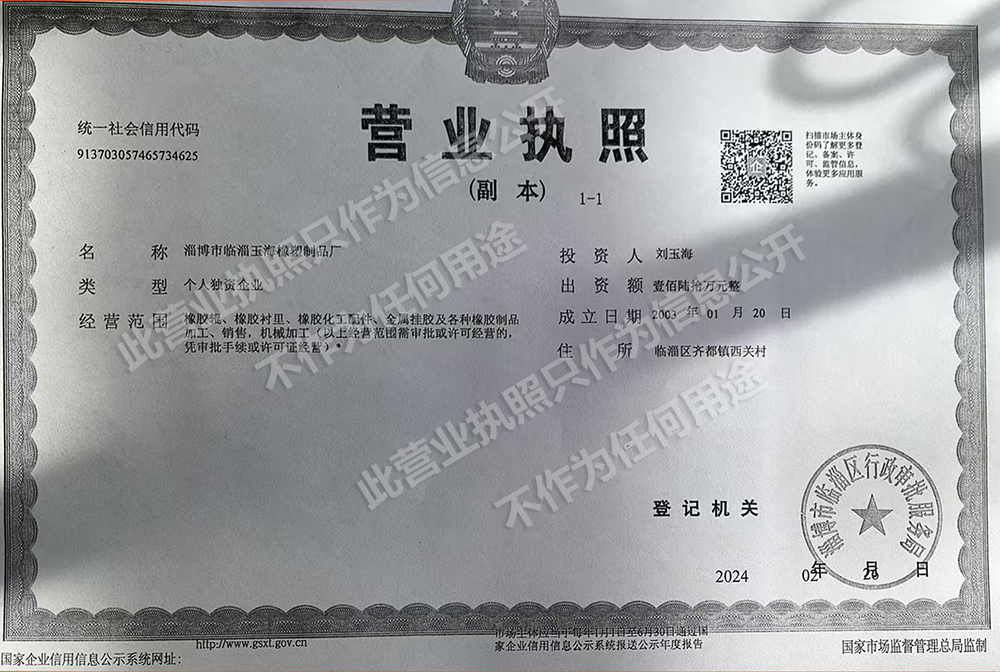 统一社会信用代码
913703057465734625
营业执照
(副 本) 1-1
扫描市场主体身
份码了解更多登
记、备案、许
可、监管信息，
体验更多应用服
务。
名 称 淄博市临淄玉海橡塑制品厂
类 型 个人独资企业
经营范围 橡胶辊、橡胶衬里、橡胶化工配件、金属挂胶及各种橡胶制品
加工、销售，机械加工（以上经营范围需审批或许可经营的，
凭审批手续或许可证经营）*
投 资 人 刘玉海
出 资 额 壹佰陆拾万元整
成立日期 2003 年 01 月 20 日
住 所 临淄区齐都镇西关村
此营业执照只作为信息公开
不作为任何用途
此营业执照只作为信息公开
不作为任何用途
登记机关
淄博市临淄区行政审批服务局
2024 年 02 月 26 日
http://www.gsxt.gov.cn
国家企业信用信息公示系统网址：
市场主体应当于每年1月1日至6月30日通过国
家企业信用信息公示系统报送公示年度报告
国家市场监督管理总局监制